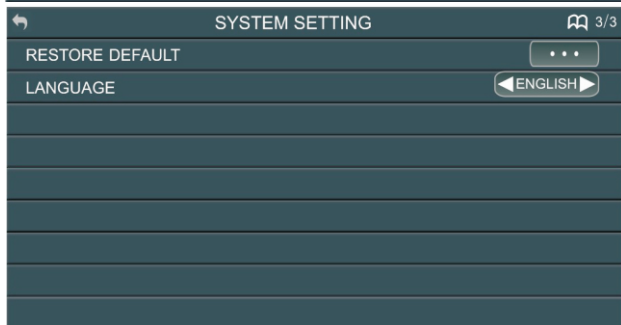 SYSTEM SETTING 3/3
RESTORE DEFAULT ...
LANGUAGE ENGLISH